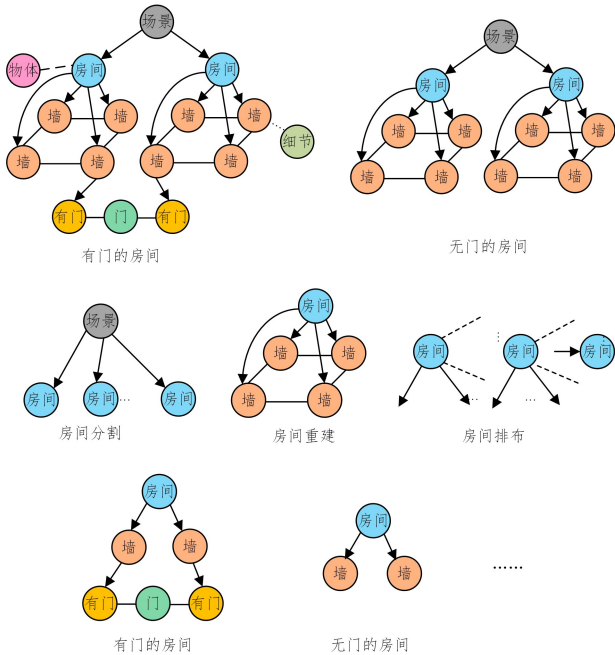 场景
场景
物体
房间
房间
房间
房间
墙
墙
墙
墙
墙
墙
墙
墙
细节
墙
墙
墙
墙
墙
墙
墙
墙
有门
门
有门
有门的房间
无门的房间
场景
房间
房间
房间
...
房间分割
房间
墙
墙
墙
墙
房间重建
房间
房间
房间
...
房间排布
房间
墙
墙
有门
门
有门
有门的房间
房间
墙
墙
无门的房间
......